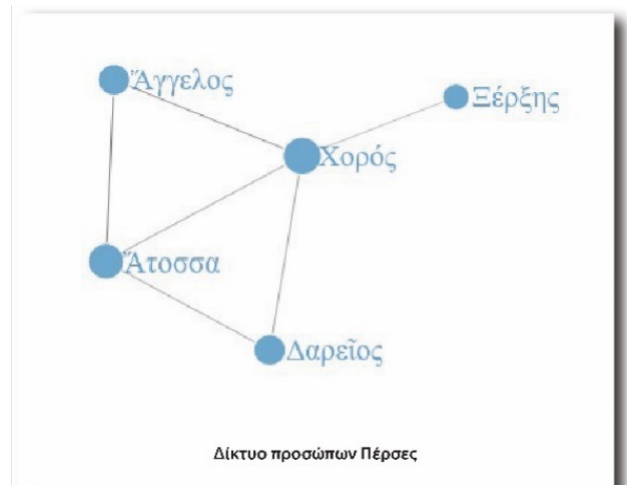 Ἄγγελος
Ξέρξης
Χορός
Ἄτοσσα
Δαρεῖος
Δίκτυο προσώπων Πέρσες